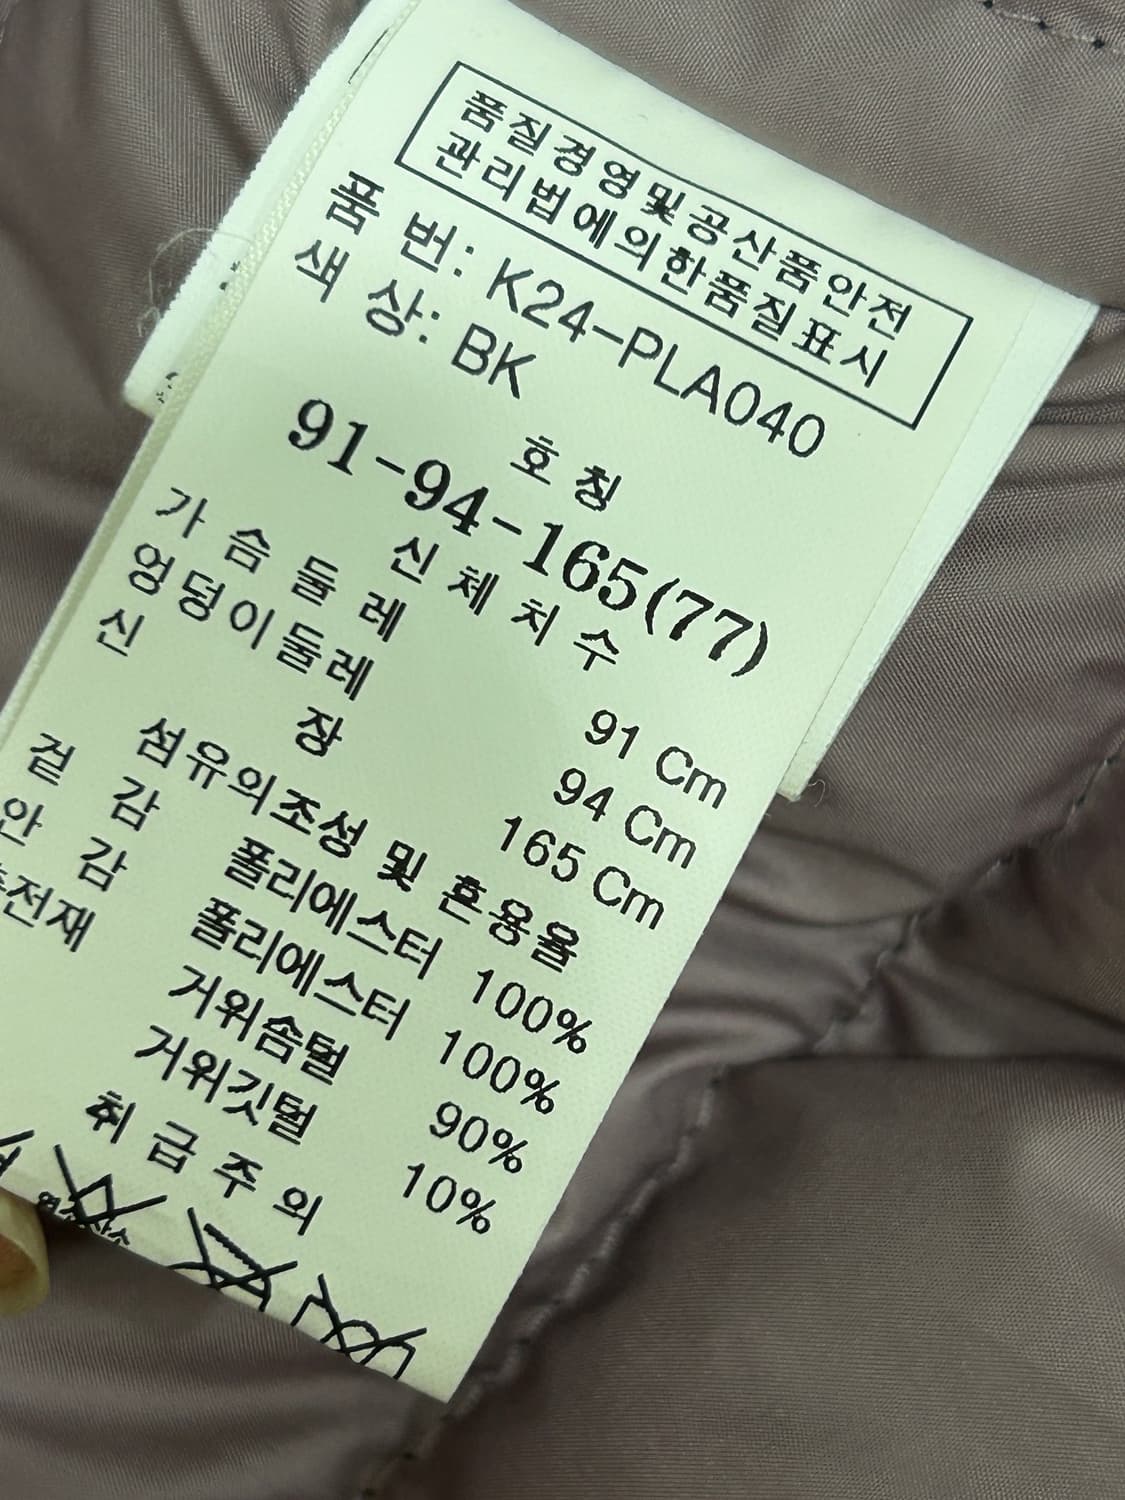 품질경영및공산품안전
관리법에의한품질표시
품 번: K24-PLA040
색 상: BK
호 칭
91-94-165(77)
신 체 치 수
가 슴 둘 레 91 Cm
엉덩이둘레 94 Cm
신 장 165 Cm
섬유의조성 및 혼용율
겉 감 폴리에스터 100%
안 감 폴리에스터 100%
충전재 거위솜털 90%
거위깃털 10%
취 급 주 의